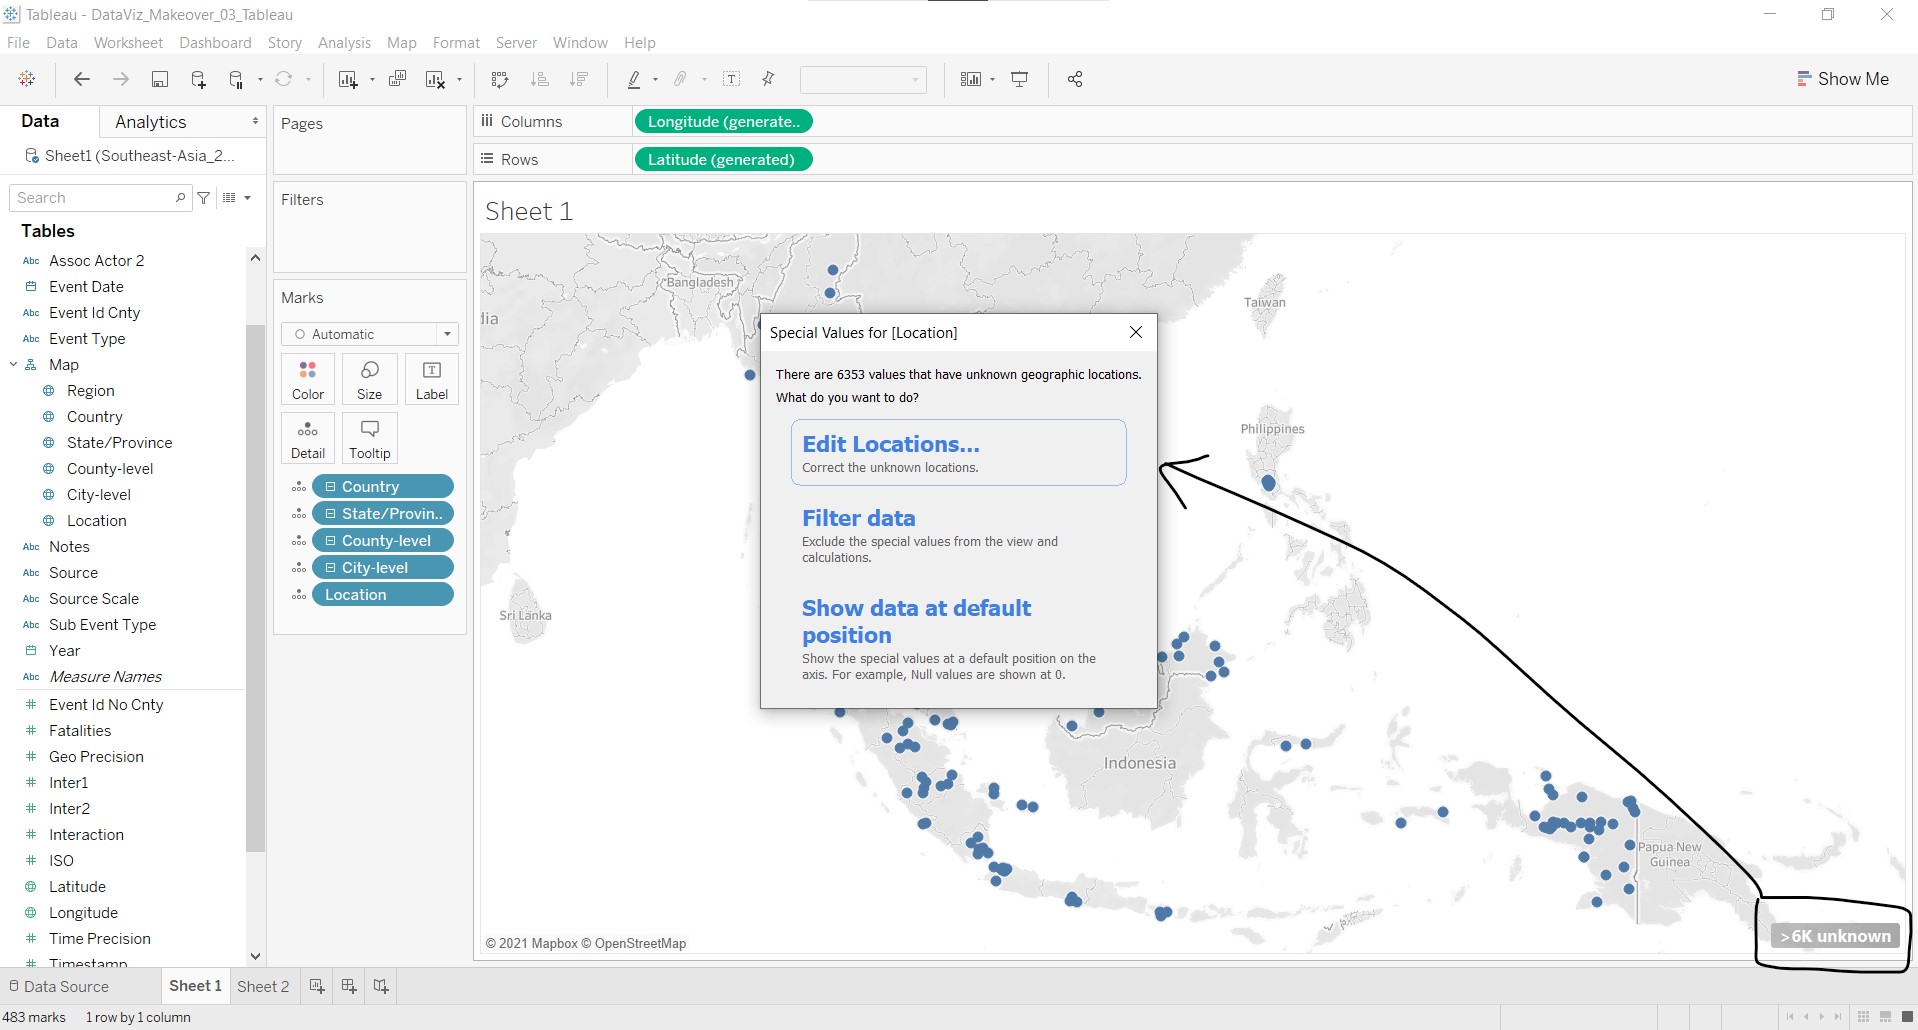 Tableau - DataViz_Makeover_03_Tableau
File Data Worksheet Dashboard Story Analysis Map Format Server Window Help
Show Me
Data Analytics
Sheet1 (Southeast-Asia_2...
Search
Tables
Abc Assoc Actor 2
Event Date
Abc Event Id Cnty
Abc Event Type
Map
Region
Country
State/Province
County-level
City-level
Location
Abc Notes
Abc Source
Abc Source Scale
Abc Sub Event Type
Year
Abc Measure Names
# Event Id No Cnty
# Fatalities
# Geo Precision
# Inter1
# Inter2
# Interaction
# ISO
Latitude
Longitude
# Time Precision
# Timestamp
Pages
Filters
Marks
Automatic
Color Size Label
Detail Tooltip
Country
State/Provin..
County-level
City-level
Location
Columns Longitude (generate..
Rows Latitude (generated)
Sheet 1
Bangladesh
dia
Taiwan
Philippines
Sri Lanka
Indonesia
Papua New
Guinea
Special Values for [Location]
There are 6353 values that have unknown geographic locations.
What do you want to do?
Edit Locations...
Correct the unknown locations.
Filter data
Exclude the special values from the view and
calculations.
Show data at default
position
Show the special values at a default position on the
axis. For example, Null values are shown at 0.
>6K unknown
© 2021 Mapbox © OpenStreetMap
Data Source Sheet 1 Sheet 2
483 marks 1 row by 1 column